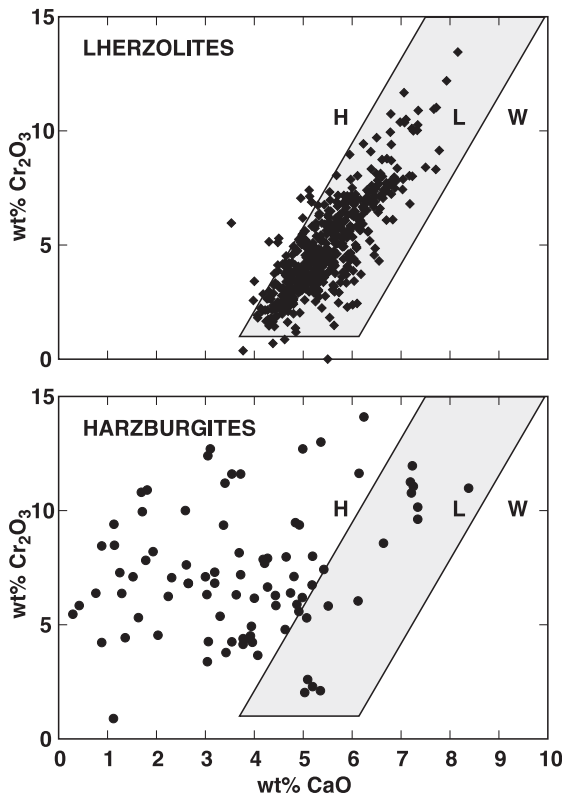 15
LHERZOLITES
10
H L W
wt% Cr₂O₃
5
0
15
HARZBURGITES
10
H L W
wt% Cr₂O₃
5
0
0 1 2 3 4 5 6 7 8 9 10
wt% CaO